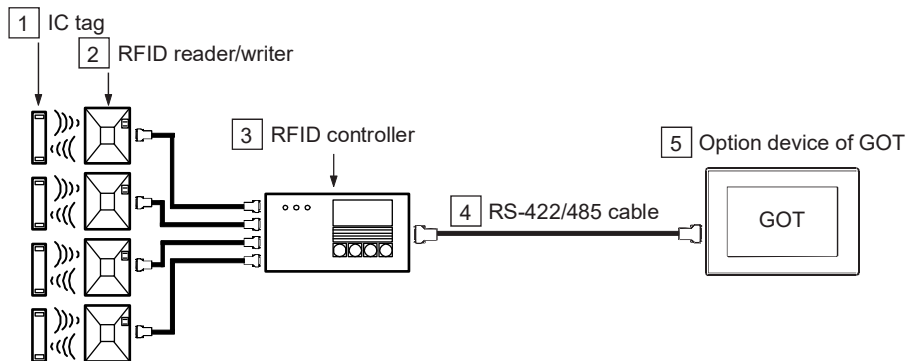 1 IC tag
2 RFID reader/writer
3 RFID controller
5 Option device of GOT
4 RS-422/485 cable
GOT